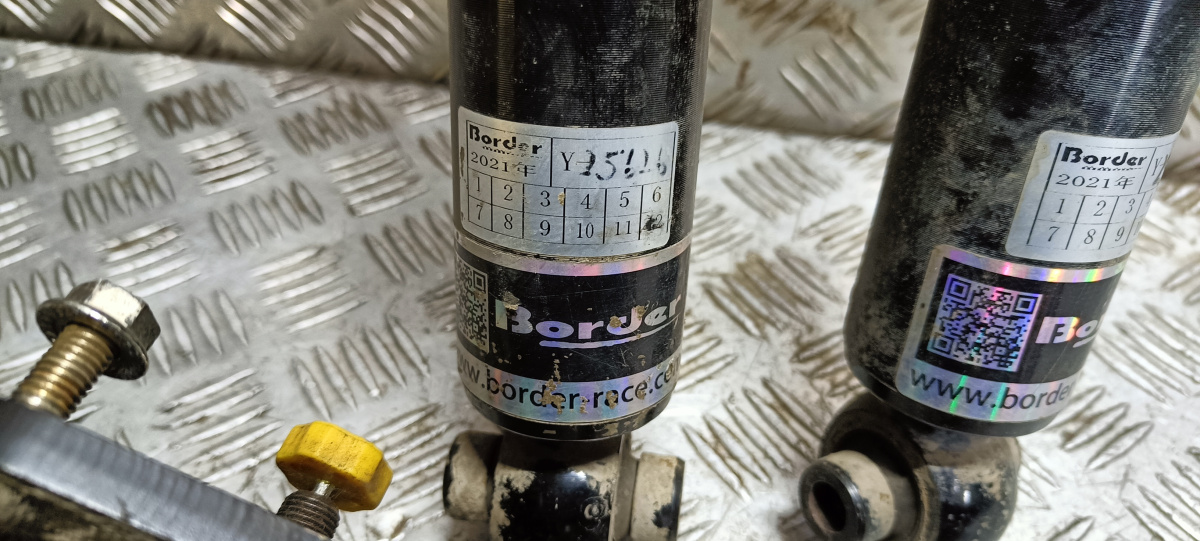 Border
2021年
1 2 3 4 5 6
7 8 9 10 11 12
Border
www.border-race.com
Border
2021年
1 2 3
7 8 9
Border
www.border